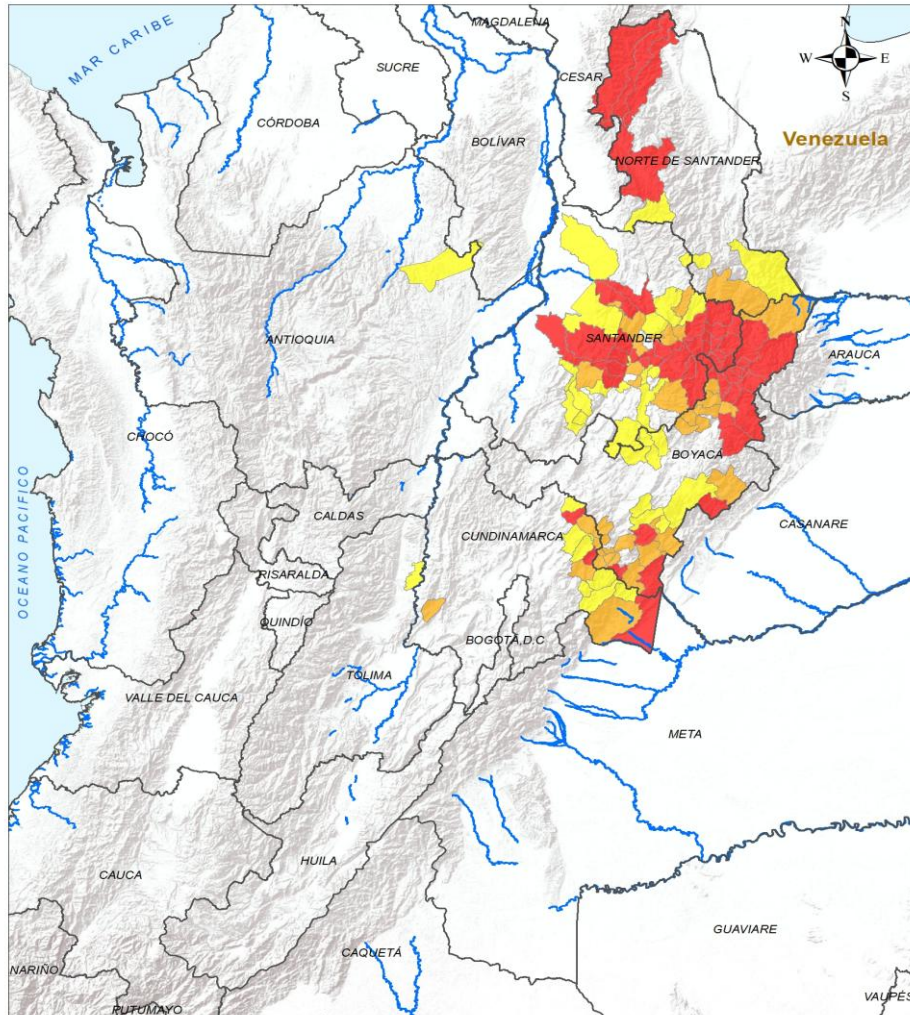 MAGDALENA
MAR CARIBE
N
W
E
S
SUCRE
CESAR
CÓRDOBA
BOLÍVAR
Venezuela
NORTE DE SANTANDER
ANTIOQUIA
SANTANDER
ARAUCA
CHOCÓ
BOYACÁ
OCEANO PACIFICO
CALDAS
CUNDINAMARCA
CASANARE
RISARALDA
QUINDÍO
BOGOTÁ, D.C
TOLIMA
VALLE DEL CAUCA
META
CAUCA
HUILA
GUAVIARE
CAQUETÁ
NARIÑO
VAUPÉS
PUTUMAYO